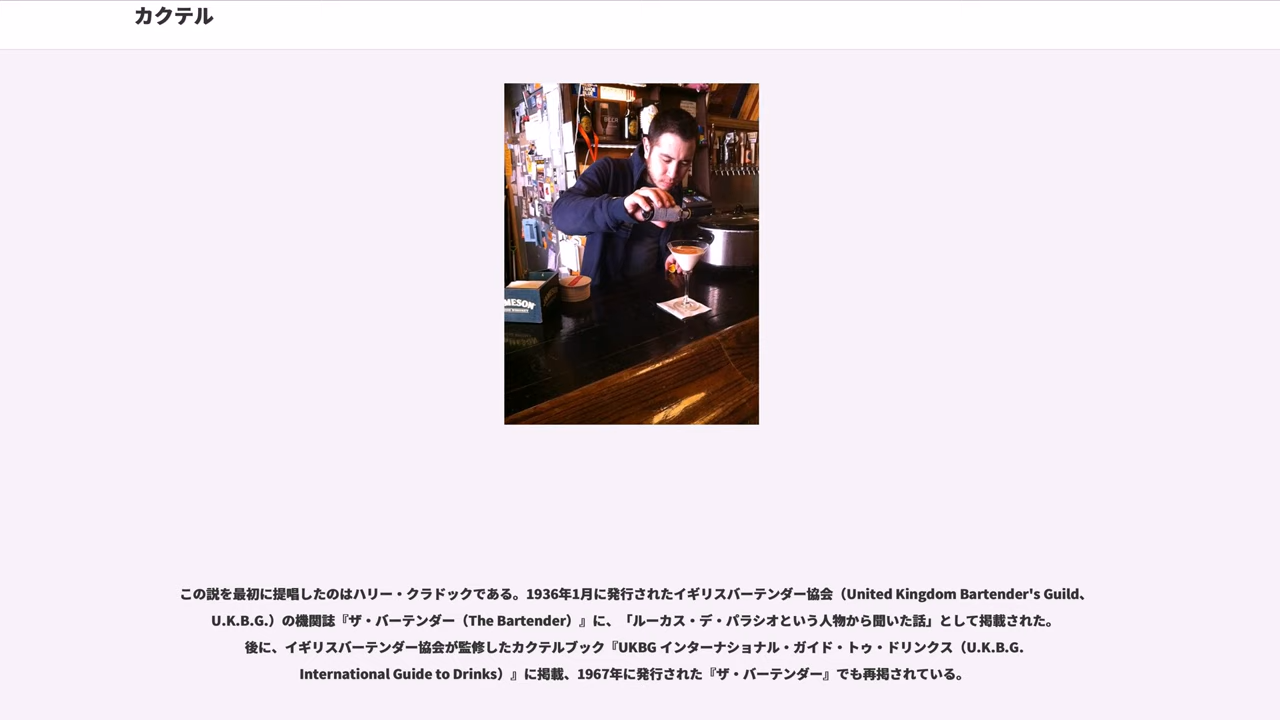 カクテル
BEER
MESON
この説を最初に提唱したのはハリー・クラドックである。1936年1月に発行されたイギリスバーテンダー協会（United Kingdom Bartender's Guild、
U.K.B.G.）の機関誌『ザ・バーテンダー（The Bartender）』に、「ルーカス・デ・パラシオという人物から聞いた話」として掲載された。
後に、イギリスバーテンダー協会が監修したカクテルブック『UKBG インターナショナル・ガイド・トゥ・ドリンクス（U.K.B.G.
International Guide to Drinks）』に掲載、1967年に発行された『ザ・バーテンダー』でも再掲されている。